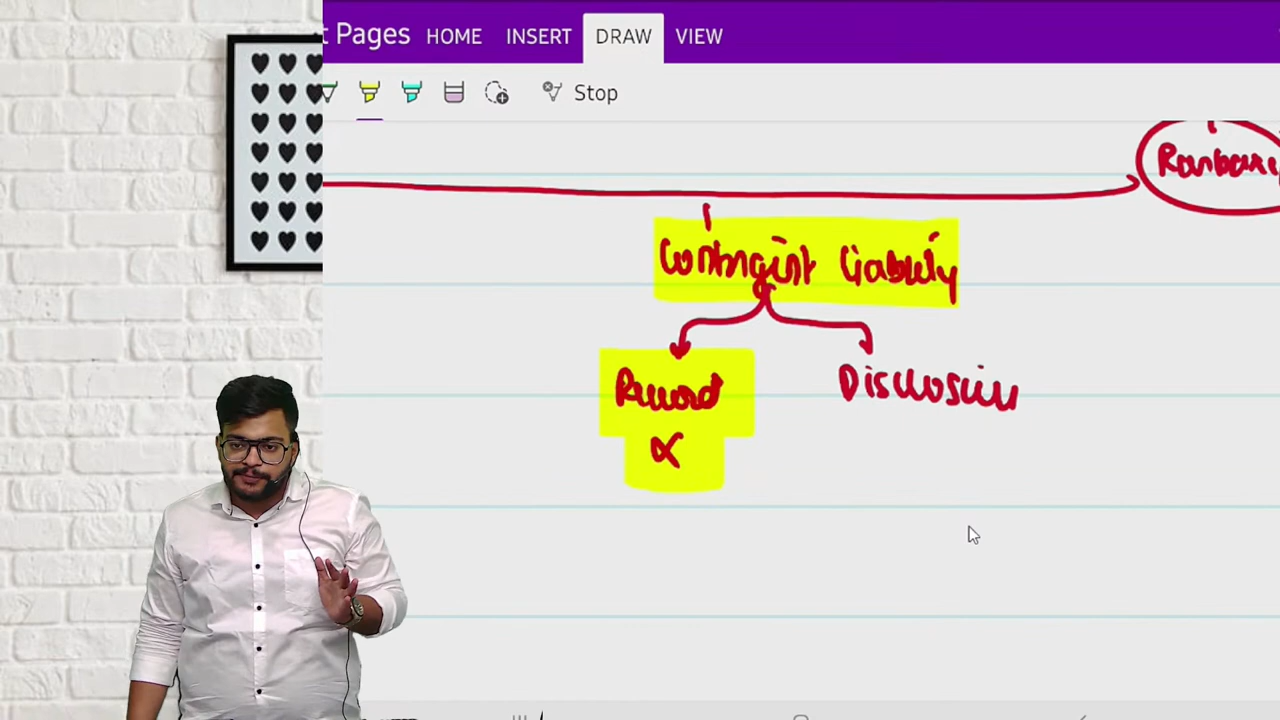 t Pages HOME INSERT DRAW VIEW
Stop
Contingent Liability
Record Disclosure